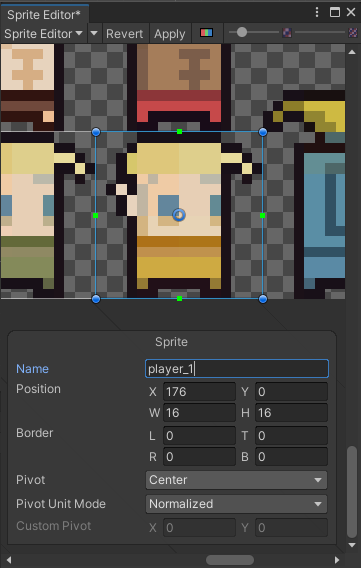 Sprite Editor*
Sprite Editor Revert Apply
Sprite
Name player_1
Position X 176 Y 0
W 16 H 16
Border L 0 T 0
R 0 B 0
Pivot Center
Pivot Unit Mode Normalized
Custom Pivot X 0 Y 0